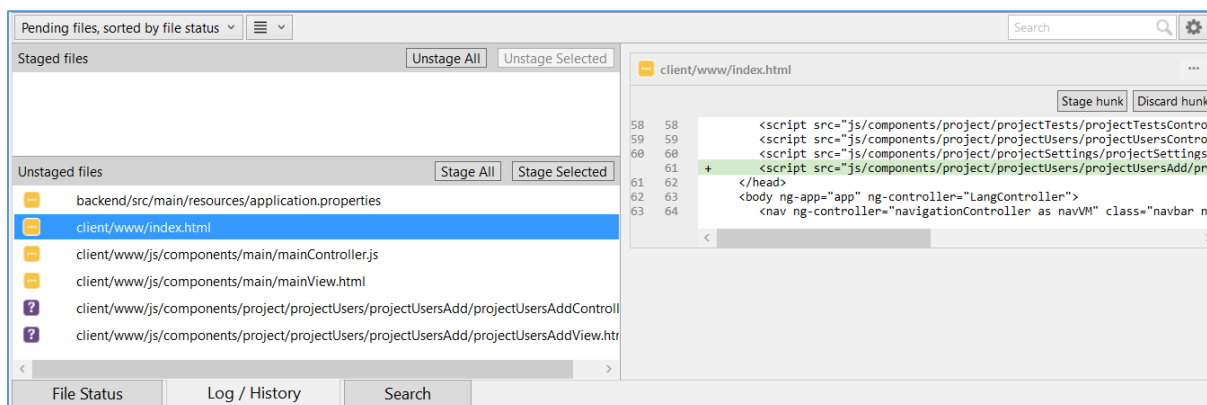 Pending files, sorted by file status
Search
Staged files
Unstage All
Unstage Selected
Unstaged files
Stage All
Stage Selected
backend/src/main/resources/application.properties
client/www/index.html
client/www/js/components/main/mainController.js
client/www/js/components/main/mainView.html
? client/www/js/components/project/projectUsers/projectUsersAdd/projectUsersAddControll
? client/www/js/components/project/projectUsers/projectUsersAdd/projectUsersAddView.htm
client/www/index.html
Stage hunk
Discard hunk
58 58 <script src="js/components/project/projectTests/projectTestsContro
59 59 <script src="js/components/project/projectUsers/projectUsersContro
60 60 <script src="js/components/project/projectSettings/projectSettings
61 + <script src="js/components/project/projectUsers/projectUsersAdd/pr
61 62 </head>
62 63 <body ng-app="app" ng-controller="LangController">
63 64 <nav ng-controller="navigationController as navVM" class="navbar n
File Status
Log / History
Search